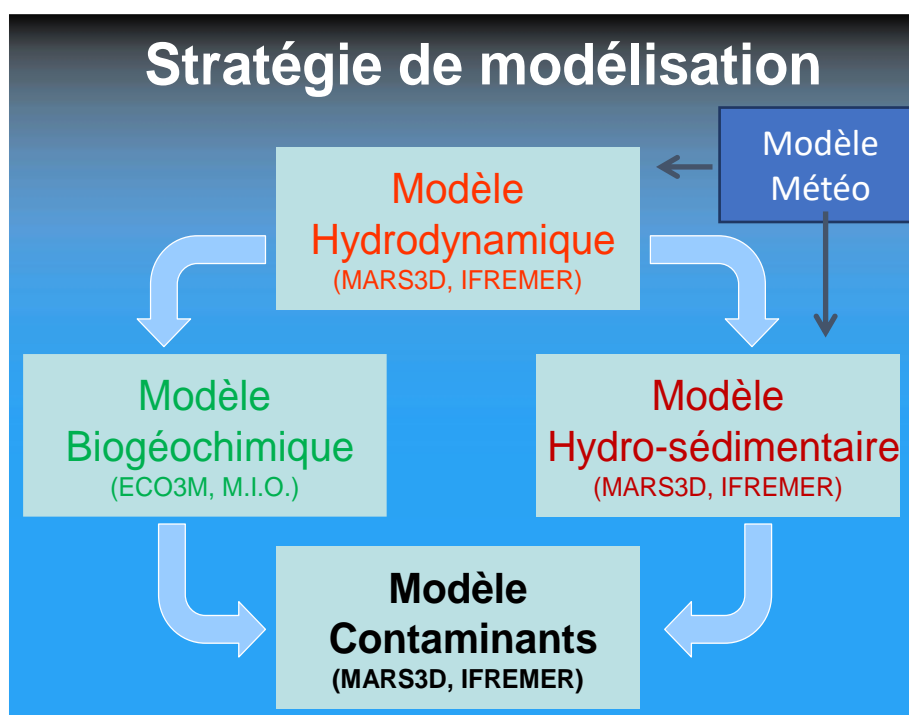 Stratégie de modélisation
Modèle
Météo
Modèle
Hydrodynamique
(MARS3D, IFREMER)
Modèle
Biogéochimique
(ECO3M, M.I.O.)
Modèle
Hydro-sédimentaire
(MARS3D, IFREMER)
Modèle
Contaminants
(MARS3D, IFREMER)